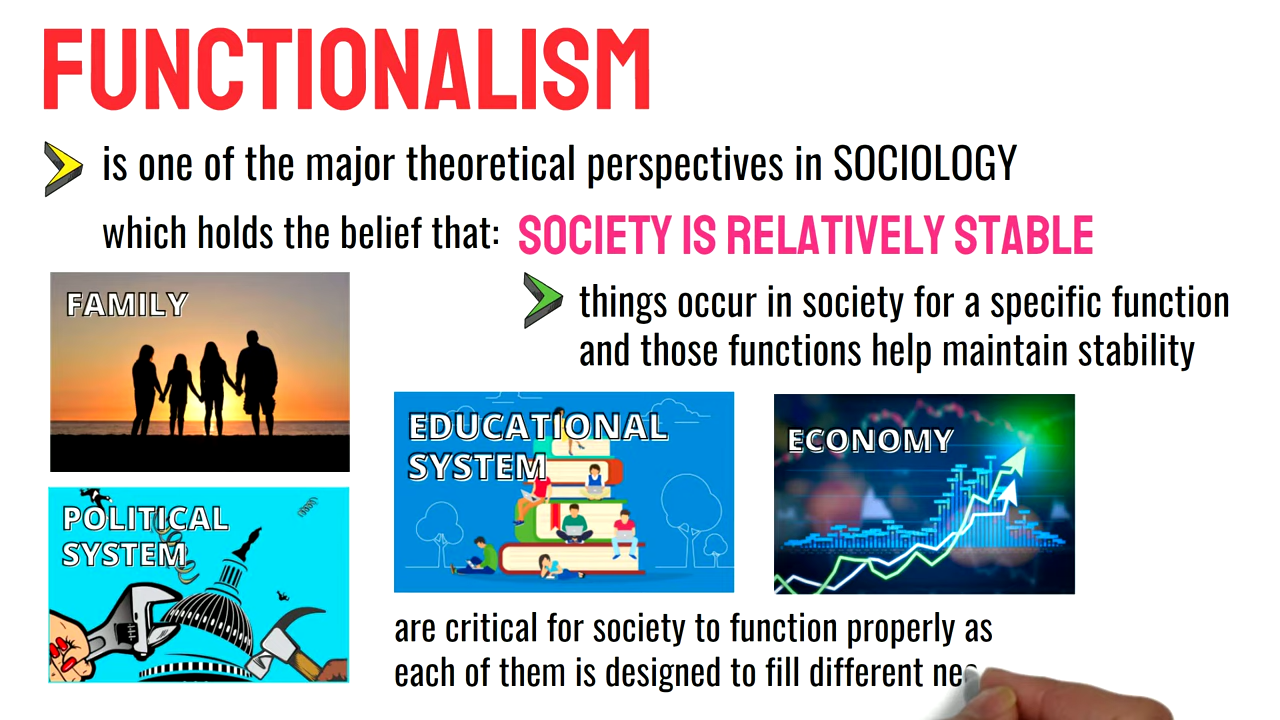 FUNCTIONALISM
is one of the major theoretical perspectives in SOCIOLOGY
which holds the belief that: SOCIETY IS RELATIVELY STABLE
things occur in society for a specific function
and those functions help maintain stability
FAMILY
POLITICAL
SYSTEM
EDUCATIONAL
SYSTEM
ECONOMY
are critical for society to function properly as
each of them is designed to fill different